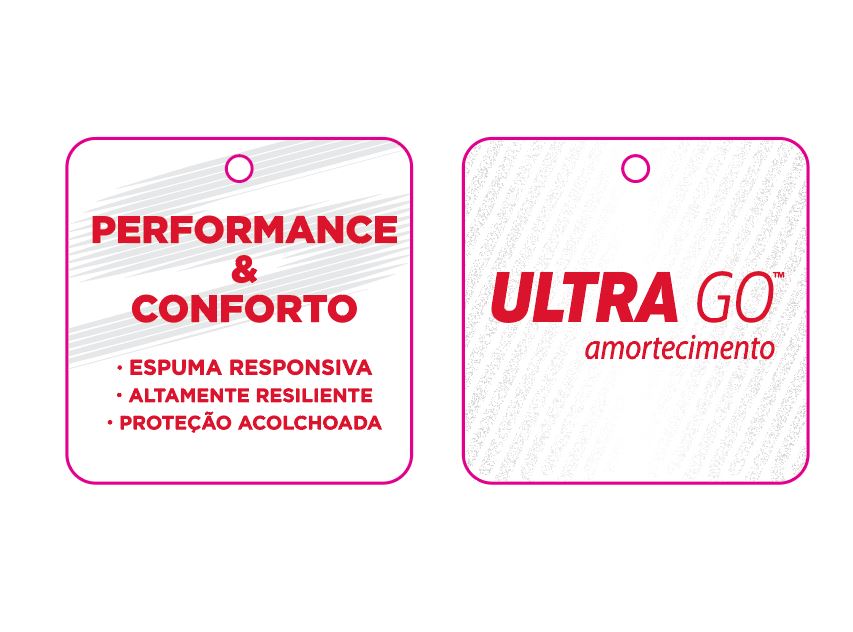 PERFORMANCE
&
CONFORTO
• ESPUMA RESPONSIVA
• ALTAMENTE RESILIENTE
• PROTEÇÃO ACOLCHOADA
ULTRA GO™
amortecimento